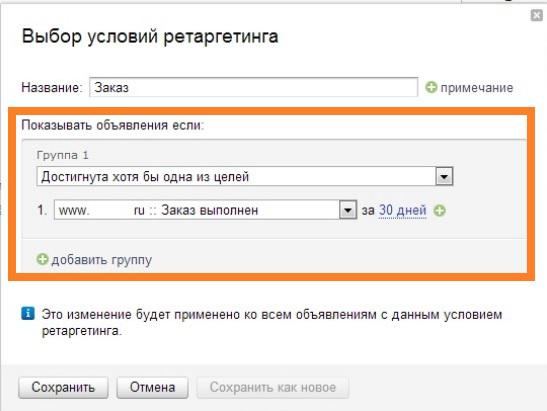 Выбор условий ретаргетинга
Название: Заказ примечание
Показывать объявления если:
Группа 1
Достигнута хотя бы одна из целей
1. www. ru :: Заказ выполнен за 30 дней
добавить группу
Это изменение будет применено ко всем объявлениям с данным условием
ретаргетинга.
Сохранить Отмена Сохранить как новое